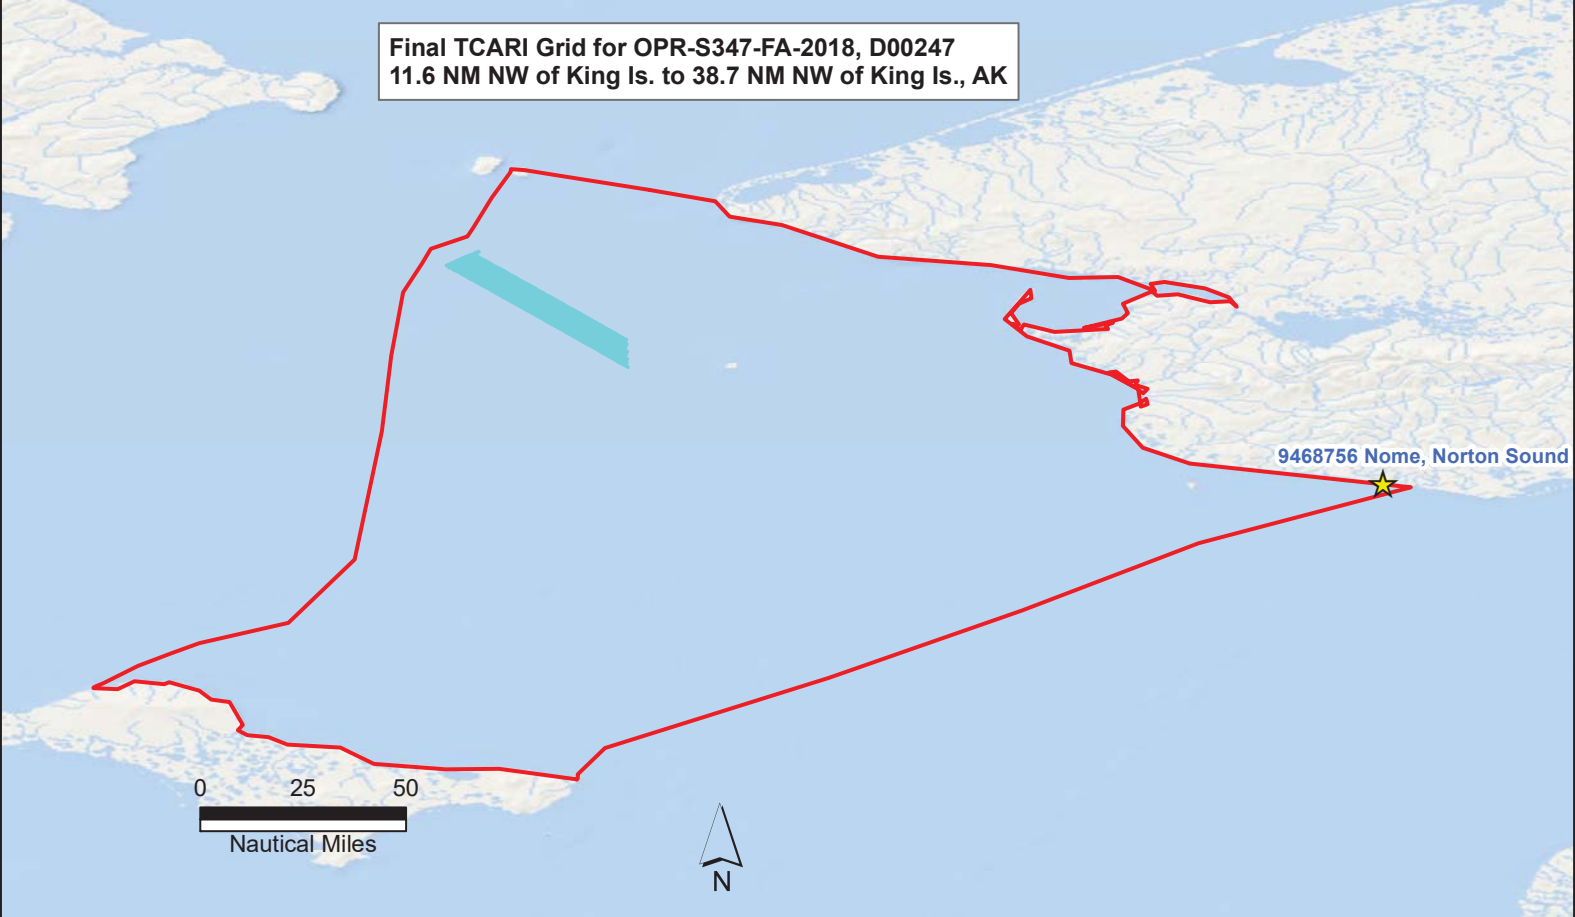 Final TCARI Grid for OPR-S347-FA-2018, D00247
11.6 NM NW of King Is. to 38.7 NM NW of King Is., AK
9468756 Nome, Norton Sound
0 25 50
Nautical Miles
N